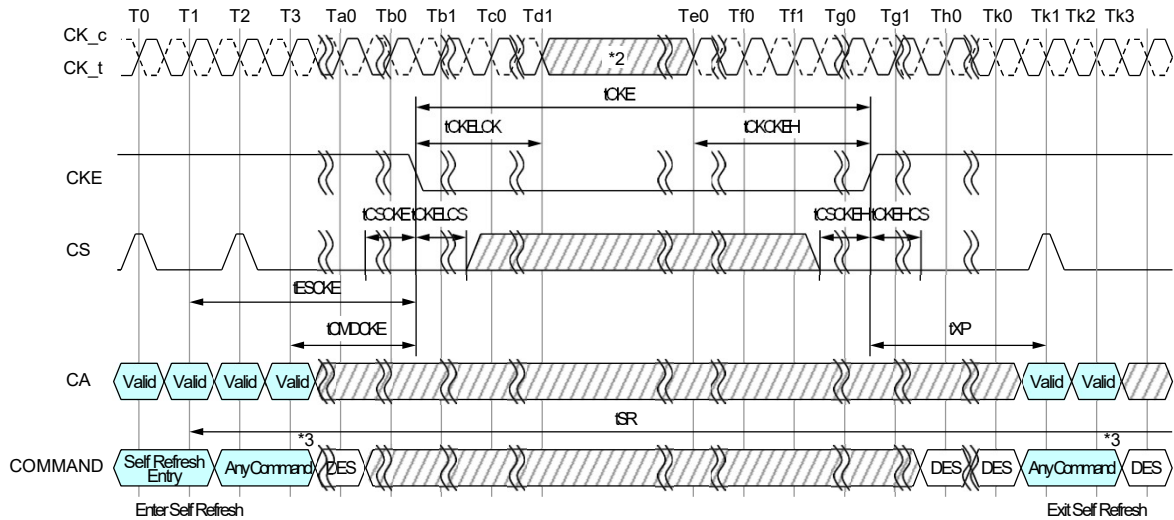 T0 T1 T2 T3 Ta0 Tb0 Tb1 Tc0 Td1 Te0 Tf0 Tf1 Tg0 Tg1 Th0 Tk0 Tk1 Tk2 Tk3
CK_c
CK_t
*2
tCKE
tCKELCK tCKCKEH
CKE
tCSCKE tCKELCS tCSCKEH tCKEHCS
CS
tESCKE
tCMDCKE tXP
CA Valid Valid Valid Valid Valid Valid
tSR
*3 *3
COMMAND Self Refresh Entry Any Command DES DES DES Any Command DES
Enter Self Refresh Exit Self Refresh